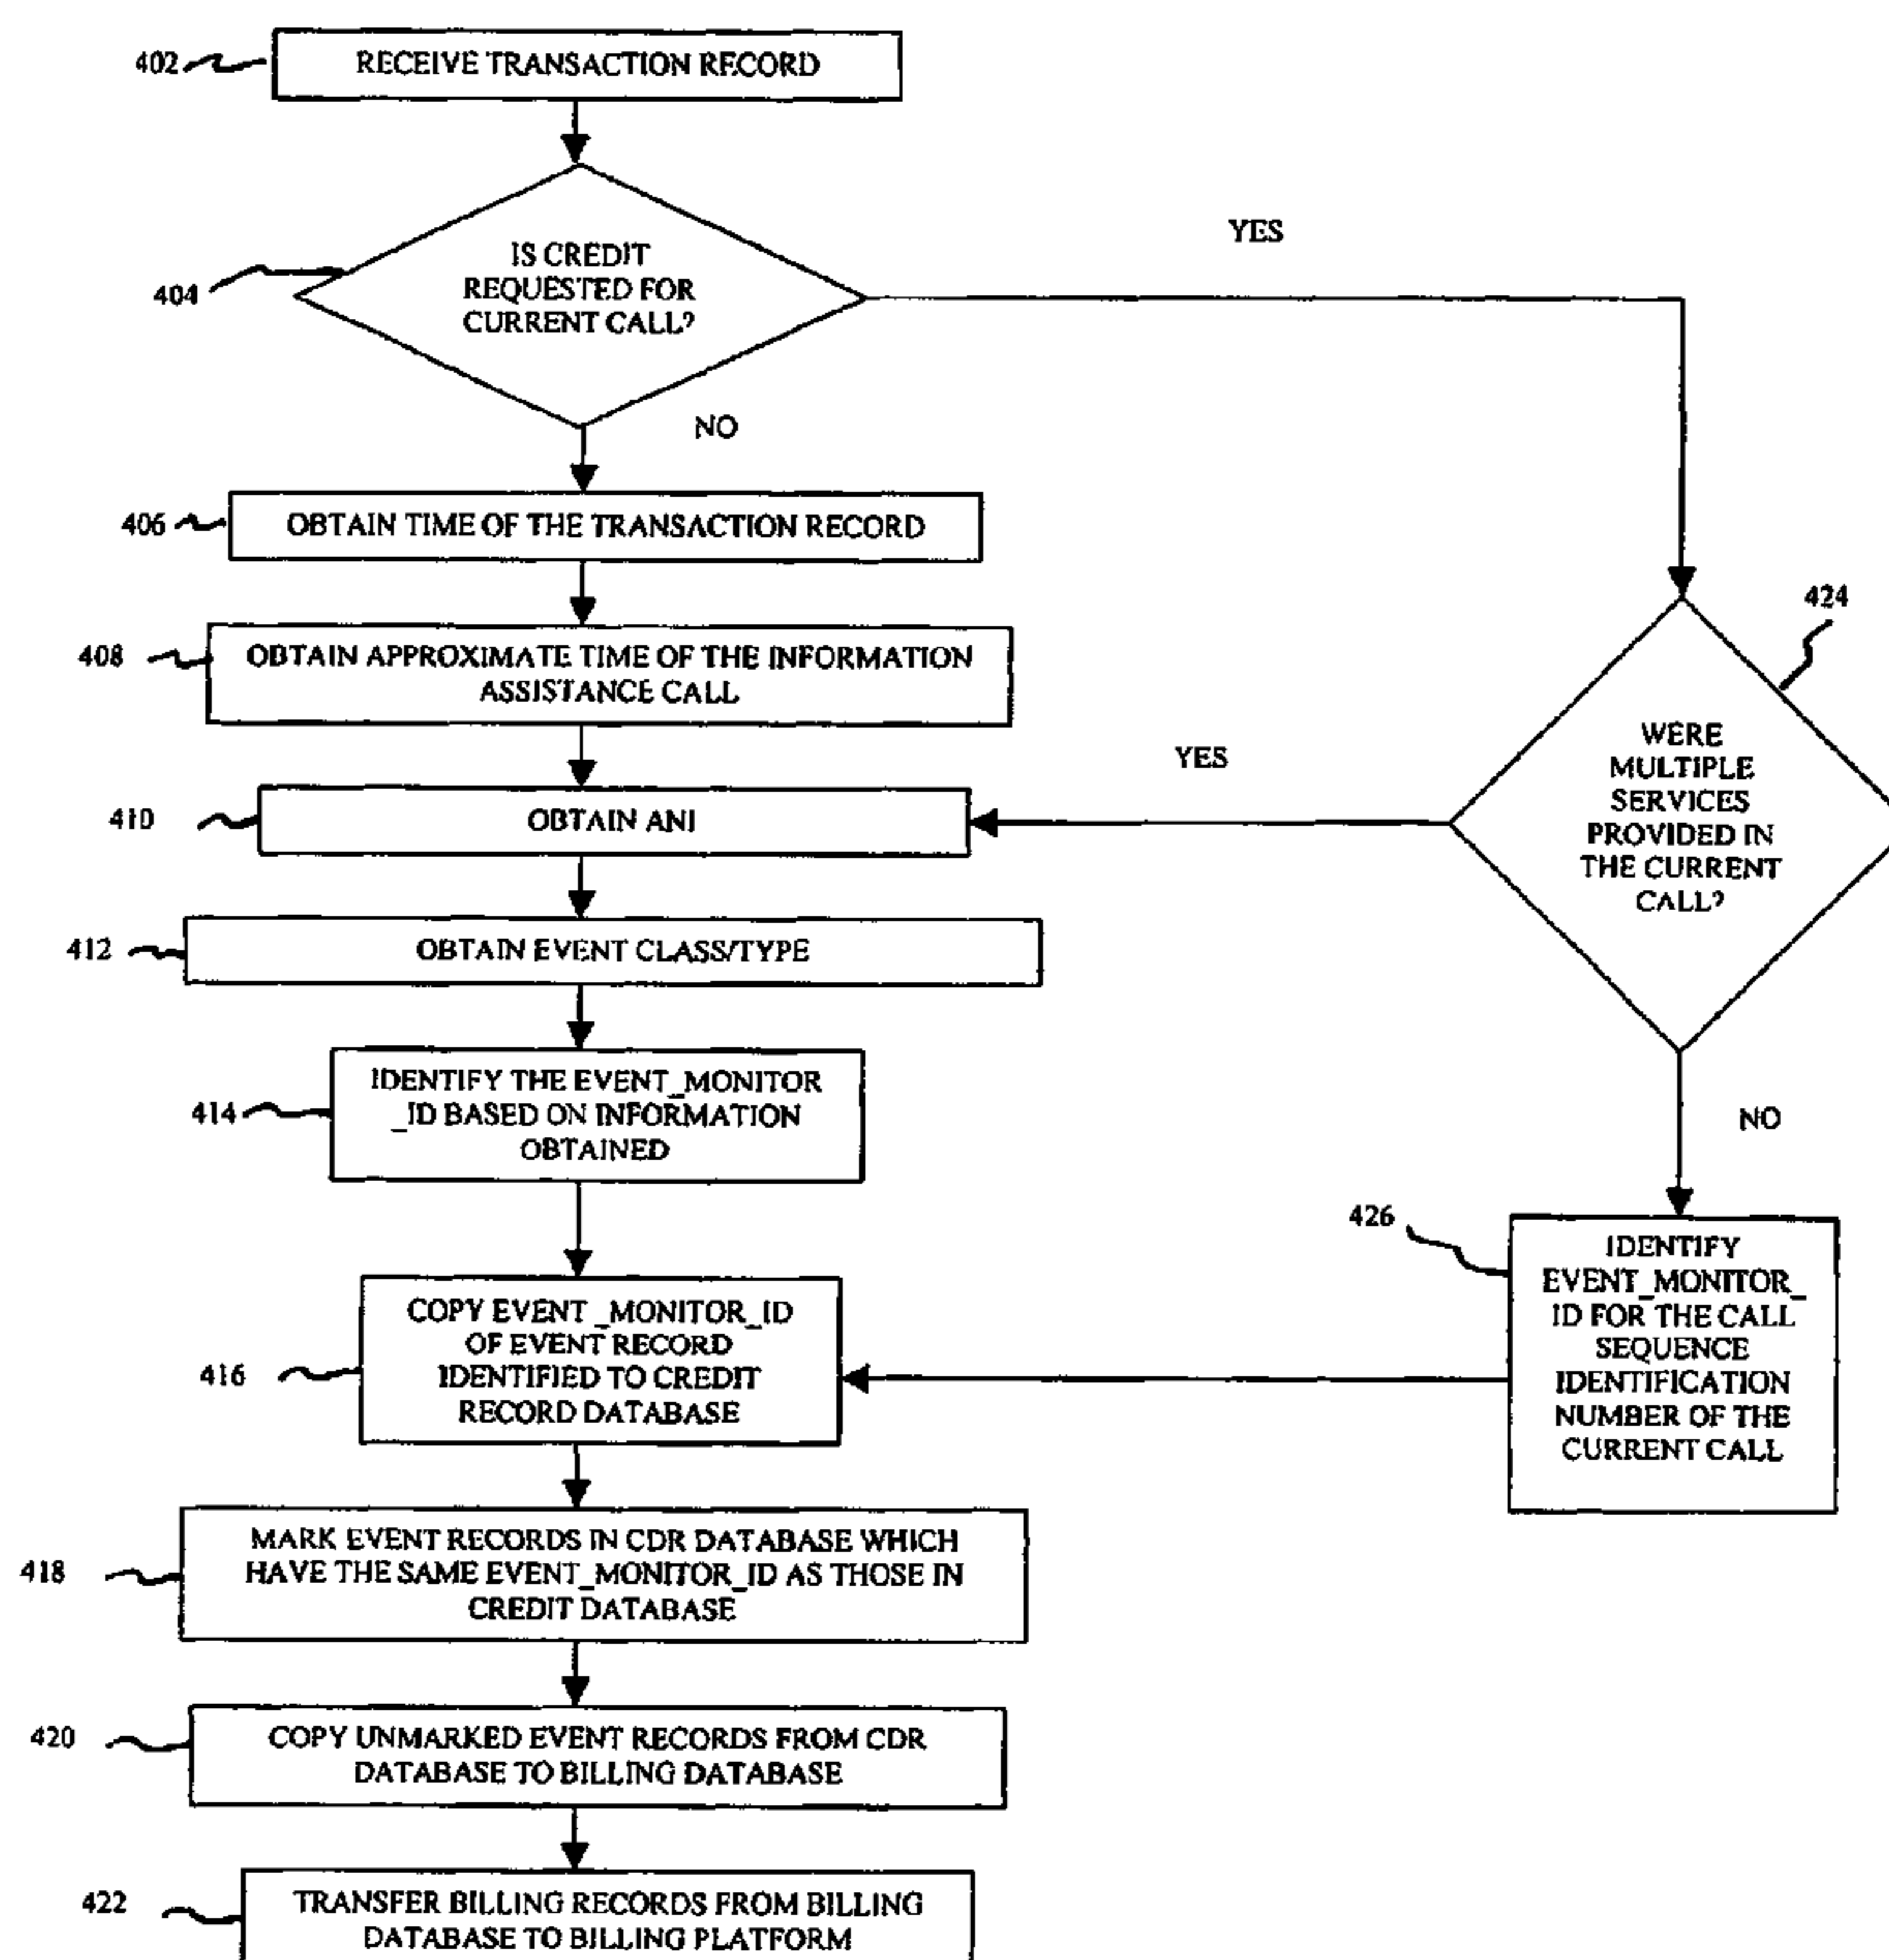 402
RECEIVE TRANSACTION RECORD
404
IS CREDIT
REQUESTED FOR
CURRENT CALL?
YES
NO
406
OBTAIN TIME OF THE TRANSACTION RECORD
408
OBTAIN APPROXIMATE TIME OF THE INFORMATION
ASSISTANCE CALL
424
WERE
MULTIPLE
SERVICES
PROVIDED IN
THE CURRENT
CALL?
YES
410
OBTAIN ANI
412
OBTAIN EVENT CLASS/TYPE
414
IDENTIFY THE EVENT_MONITOR
_ID BASED ON INFORMATION
OBTAINED
NO
426
IDENTIFY
EVENT_MONITOR_
ID FOR THE CALL
SEQUENCE
IDENTIFICATION
NUMBER OF THE
CURRENT CALL
416
COPY EVENT _MONITOR_ID
OF EVENT RECORD
IDENTIFIED TO CREDIT
RECORD DATABASE
418
MARK EVENT RECORDS IN CDR DATABASE WHICH
HAVE THE SAME EVENT_MONITOR_ID AS THOSE IN
CREDIT DATABASE
420
COPY UNMARKED EVENT RECORDS FROM CDR
DATABASE TO BILLING DATABASE
422
TRANSFER BILLING RECORDS FROM BILLING
DATABASE TO BILLING PLATFORM